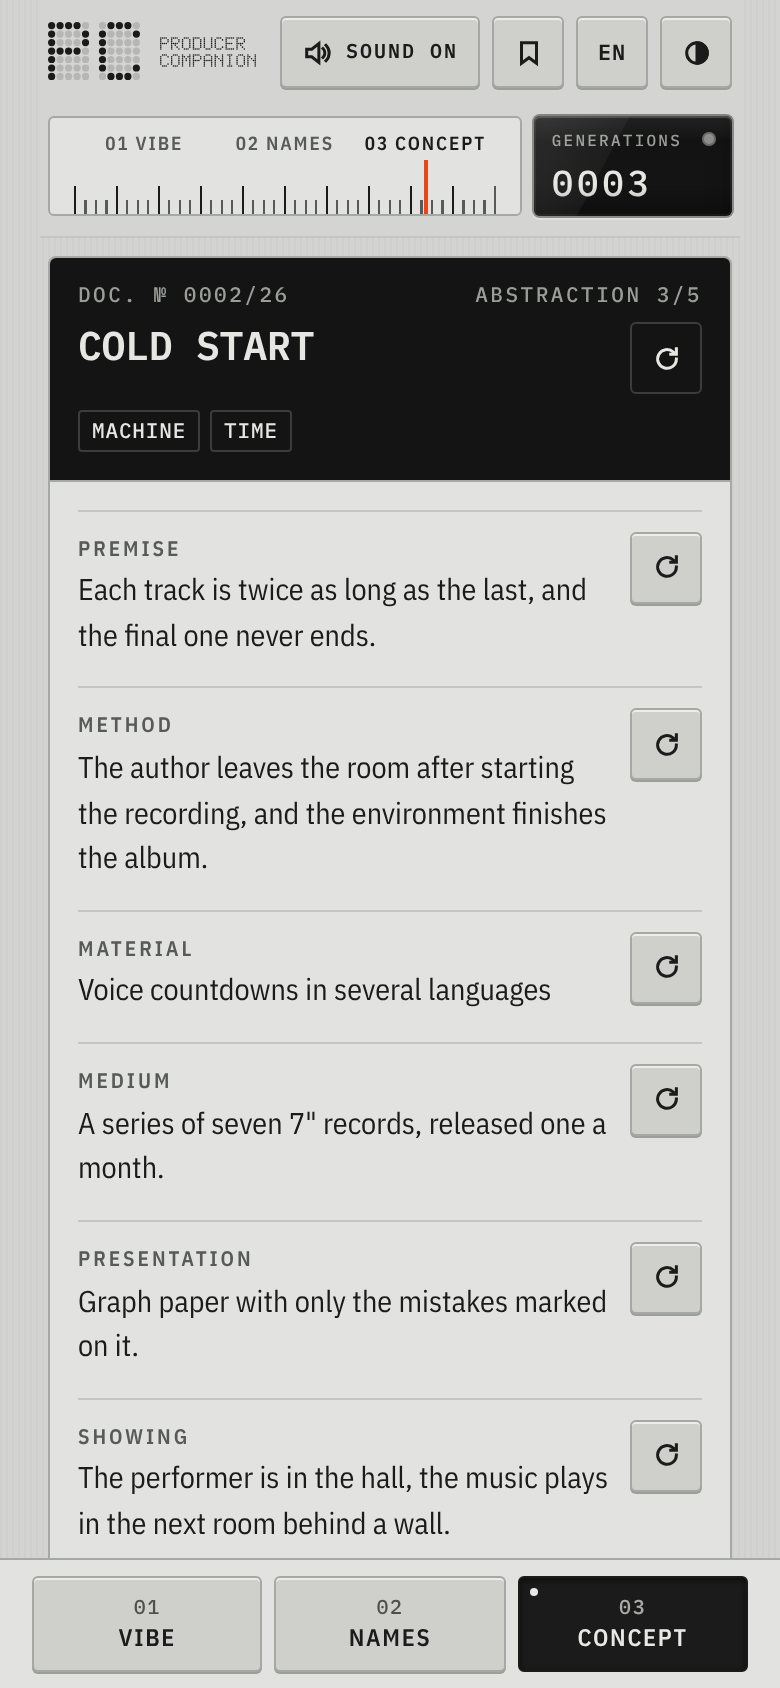 PC
PRODUCER
COMPANION
SOUND ON
EN
01 VIBE
02 NAMES
03 CONCEPT
GENERATIONS
0003
DOC. № 0002/26
ABSTRACTION 3/5
COLD START
MACHINE
TIME
PREMISE
Each track is twice as long as the last, and
the final one never ends.
METHOD
The author leaves the room after starting
the recording, and the environment finishes
the album.
MATERIAL
Voice countdowns in several languages
MEDIUM
A series of seven 7" records, released one a
month.
PRESENTATION
Graph paper with only the mistakes marked
on it.
SHOWING
The performer is in the hall, the music plays
in the next room behind a wall.
01
VIBE
02
NAMES
03
CONCEPT